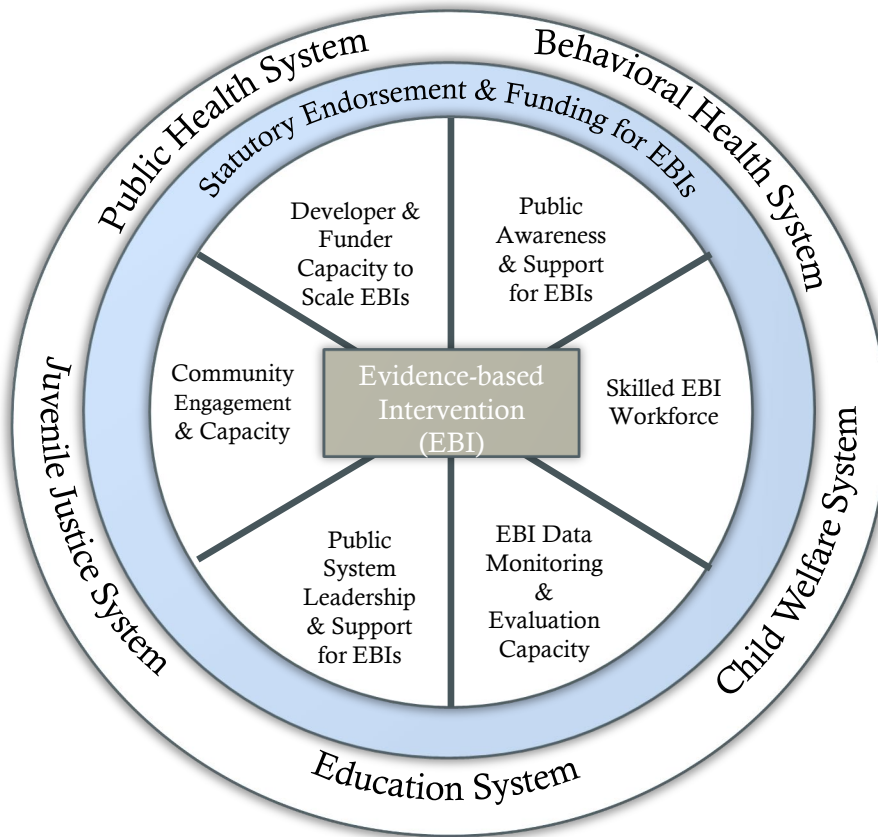 Public Health System
Behavioral Health System
Statutory Endorsement & Funding for EBIs
Developer &
Funder
Capacity to
Scale EBIs
Public
Awareness
& Support
for EBIs
Community
Engagement
& Capacity
Evidence-based
Intervention
(EBI)
Skilled EBI
Workforce
Public
System
Leadership
& Support
for EBIs
EBI Data
Monitoring
&
Evaluation
Capacity
Juvenile Justice System
Child Welfare System
Education System